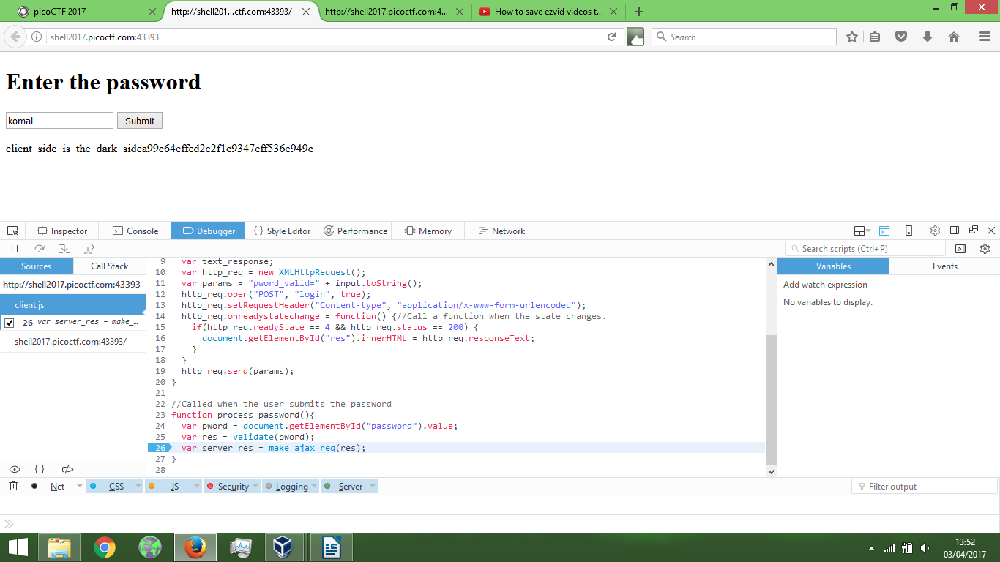 picoCTF 2017
http://shell201...ctf.com:43393/
http://shell2017.picoctf.com:4...
How to save ezvid videos t...
shell2017.picoctf.com:43393
Search
Enter the password
komal
Submit
client_side_is_the_dark_sidea99c64effed2c2f1c9347eff536e949c
Inspector
Console
Debugger
{ } Style Editor
Performance
Memory
Network
Search scripts (Ctrl+P)
Sources
Call Stack
http://shell2017.picoctf.com:43393
client.js
26 var server_res = make_...
shell2017.picoctf.com:43393/
9 var text_response;
10 var http_req = new XMLHttpRequest();
11 var params = "pword_valid=" + input.toString();
12 http_req.open("POST", "login", true);
13 http_req.setRequestHeader("Content-type", "application/x-www-form-urlencoded");
14 http_req.onreadystatechange = function() {//Call a function when the state changes.
15 if(http_req.readyState == 4 && http_req.status == 200) {
16 document.getElementById("res").innerHTML = http_req.responseText;
17 }
18 }
19 http_req.send(params);
20 }
21
22 //Called when the user submits the password
23 function process_password(){
24 var pword = document.getElementById("password").value;
25 var res = validate(pword);
26 var server_res = make_ajax_req(res);
27 }
28
Variables
Events
Add watch expression
No variables to display.
Net
CSS
JS
Security
Logging
Server
Filter output
13:52
03/04/2017